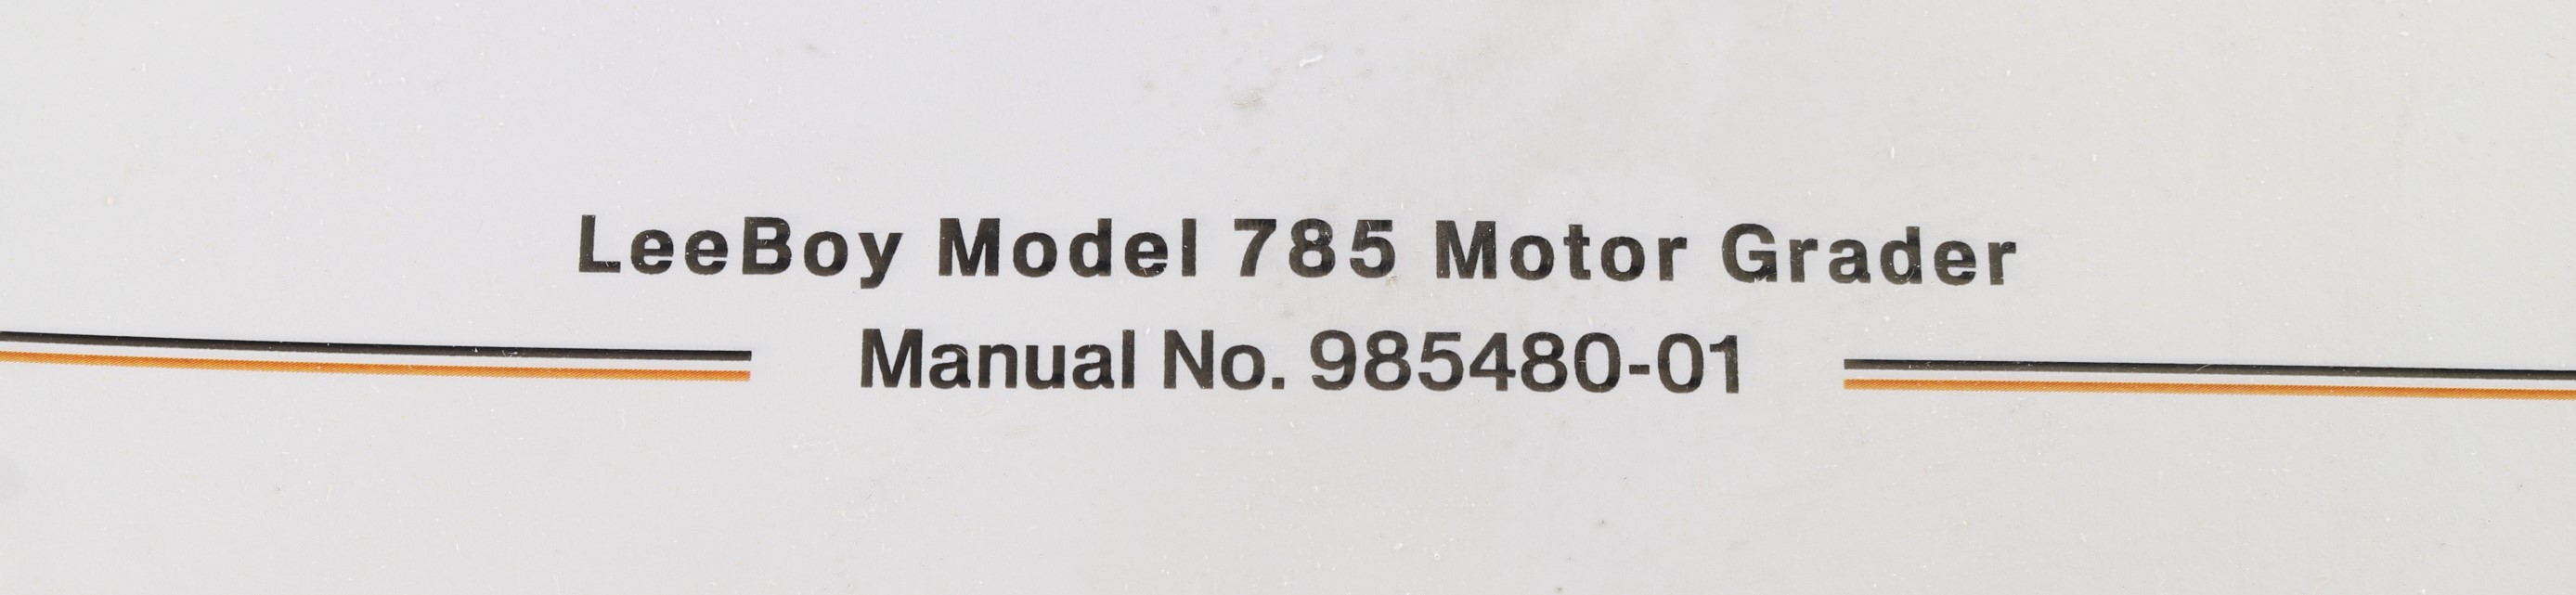 LeeBoy Model 785 Motor Grader
Manual No. 985480-01